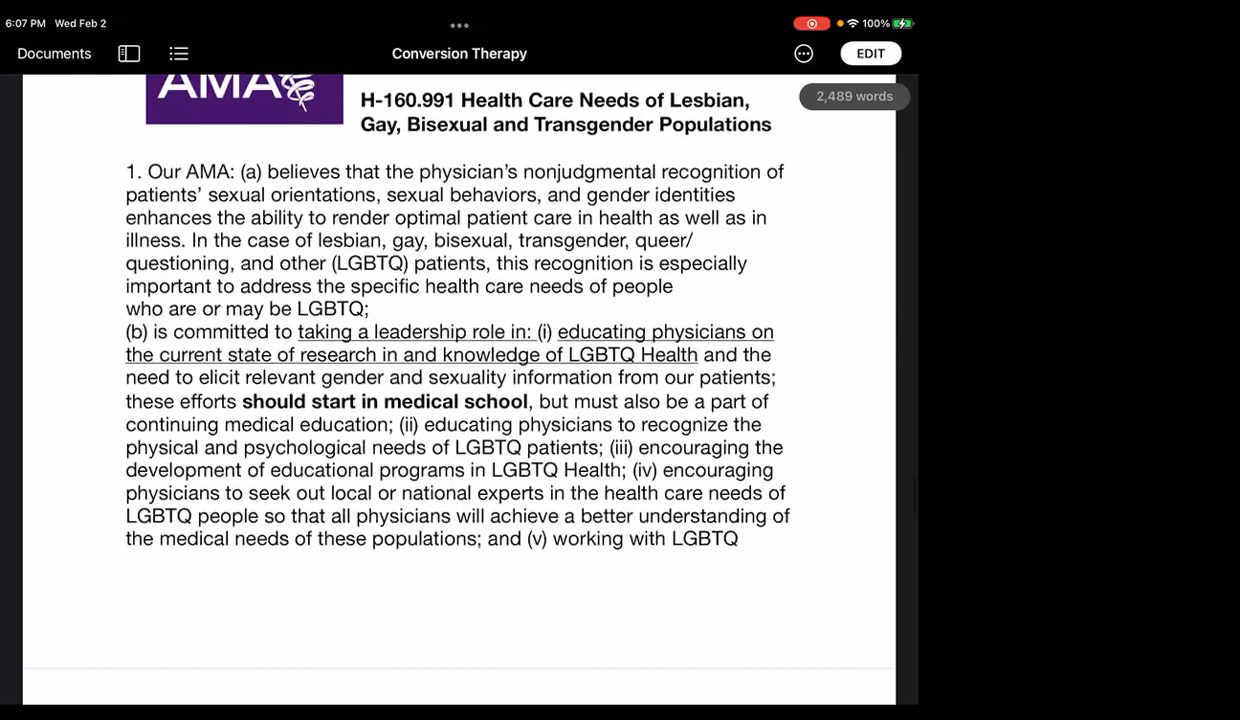 6:07 PM Wed Feb 2
100%
Documents
Conversion Therapy
EDIT
2,489 words
AMA
H-160.991 Health Care Needs of Lesbian,
Gay, Bisexual and Transgender Populations
1. Our AMA: (a) believes that the physician’s nonjudgmental recognition of
patients’ sexual orientations, sexual behaviors, and gender identities
enhances the ability to render optimal patient care in health as well as in
illness. In the case of lesbian, gay, bisexual, transgender, queer/
questioning, and other (LGBTQ) patients, this recognition is especially
important to address the specific health care needs of people
who are or may be LGBTQ;
(b) is committed to taking a leadership role in: (i) educating physicians on
the current state of research in and knowledge of LGBTQ Health and the
need to elicit relevant gender and sexuality information from our patients;
these efforts should start in medical school, but must also be a part of
continuing medical education; (ii) educating physicians to recognize the
physical and psychological needs of LGBTQ patients; (iii) encouraging the
development of educational programs in LGBTQ Health; (iv) encouraging
physicians to seek out local or national experts in the health care needs of
LGBTQ people so that all physicians will achieve a better understanding of
the medical needs of these populations; and (v) working with LGBTQ